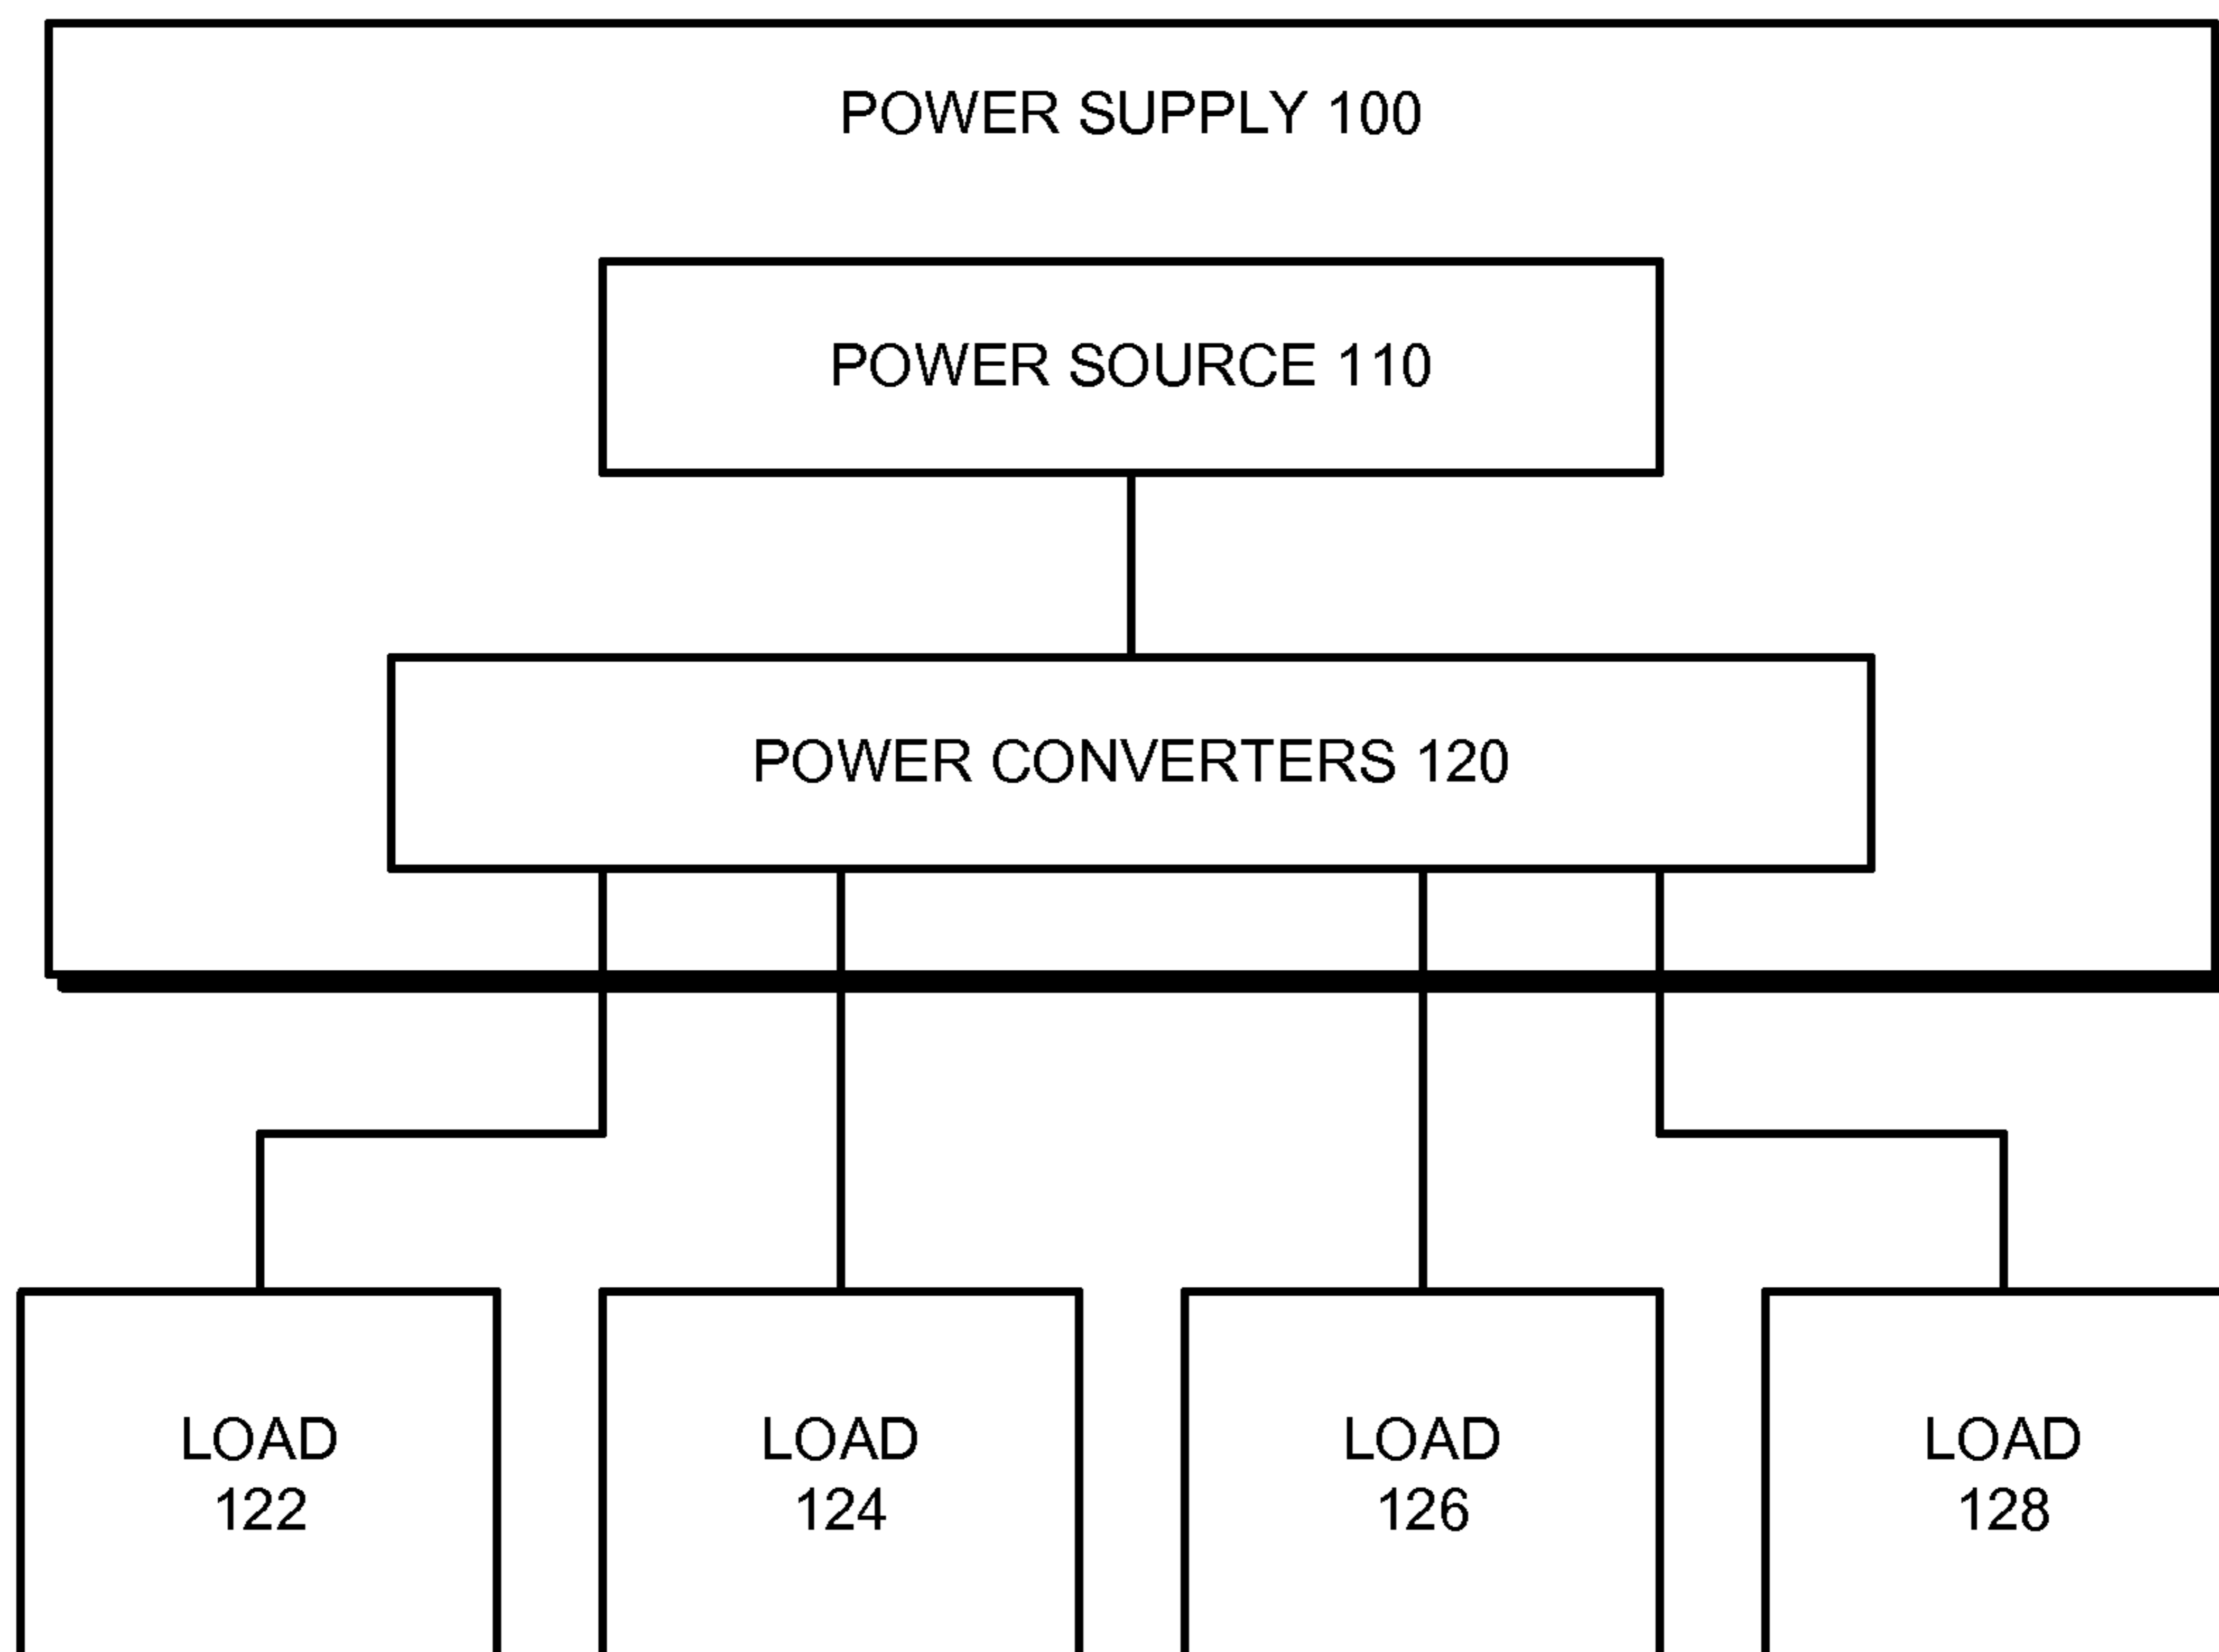 POWER SUPPLY 100
POWER SOURCE 110
POWER CONVERTERS 120
LOAD
122
LOAD
124
LOAD
126
LOAD
128